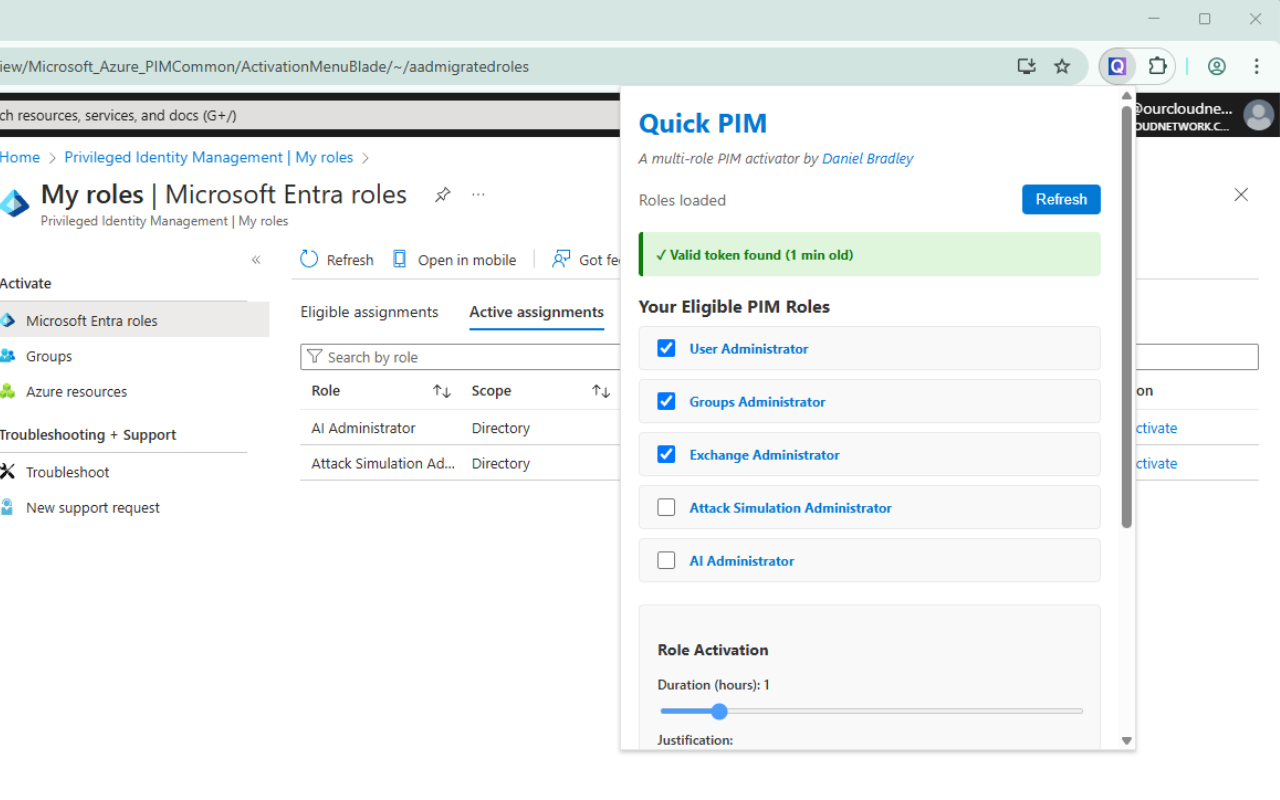 iew/Microsoft_Azure_PIMCommon/ActivationMenuBlade/~/aadmigratedroles
Q
ch resources, services, and docs (G+/)
@ourcloudne...
OUDNETWORK.C...
Home > Privileged Identity Management | My roles >
My roles | Microsoft Entra roles
...
Privileged Identity Management | My roles
«
Refresh
Open in mobile
Got fee
Activate
Microsoft Entra roles
Groups
Azure resources
Troubleshooting + Support
Troubleshoot
New support request
Eligible assignments
Active assignments
Search by role
Role
Scope
on
AI Administrator
Directory
ctivate
Attack Simulation Ad...
Directory
ctivate
Quick PIM
A multi-role PIM activator by Daniel Bradley
Roles loaded
Refresh
✓ Valid token found (1 min old)
Your Eligible PIM Roles
User Administrator
Groups Administrator
Exchange Administrator
Attack Simulation Administrator
AI Administrator
Role Activation
Duration (hours): 1
Justification: